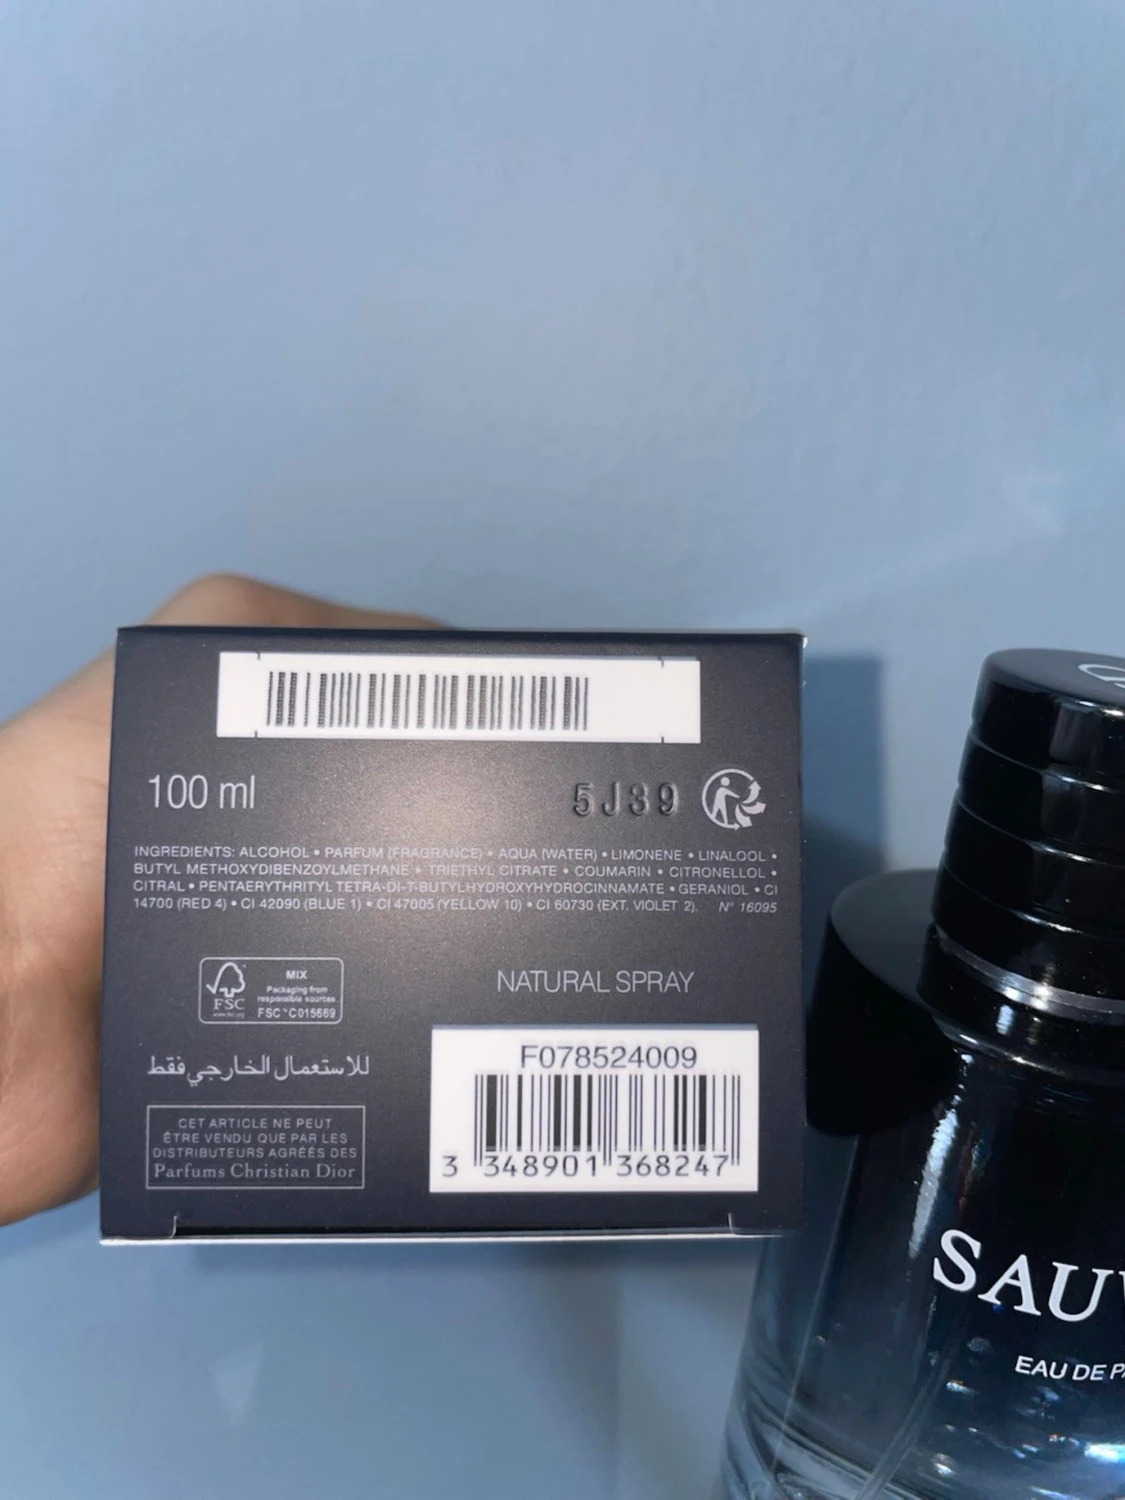 100 ml
5J39
INGREDIENTS: ALCOHOL • PARFUM (FRAGRANCE) • AQUA (WATER) • LIMONENE • LINALOOL •
BUTYL METHOXYDIBENZOYLMETHANE • TRIETHYL CITRATE • COUMARIN • CITRONELLOL •
CITRAL • PENTAERYTHRITYL TETRA-DI-T-BUTYLHYDROXYHYDROCINNAMATE • GERANIOL • CI
14700 (RED 4) • CI 42090 (BLUE 1) • CI 47005 (YELLOW 10) • CI 60730 (EXT. VIOLET 2). N° 16095
FSC
MIX
Packaging from
responsible sources
FSC™C015669
NATURAL SPRAY
للاستعمال الخارجي فقط
CET ARTICLE NE PEUT
ÊTRE VENDU QUE PAR LES
DISTRIBUTEURS AGRÉÉS DES
Parfums Christian Dior
F078524009
3 348901 368247
SAUV
EAU DE PA